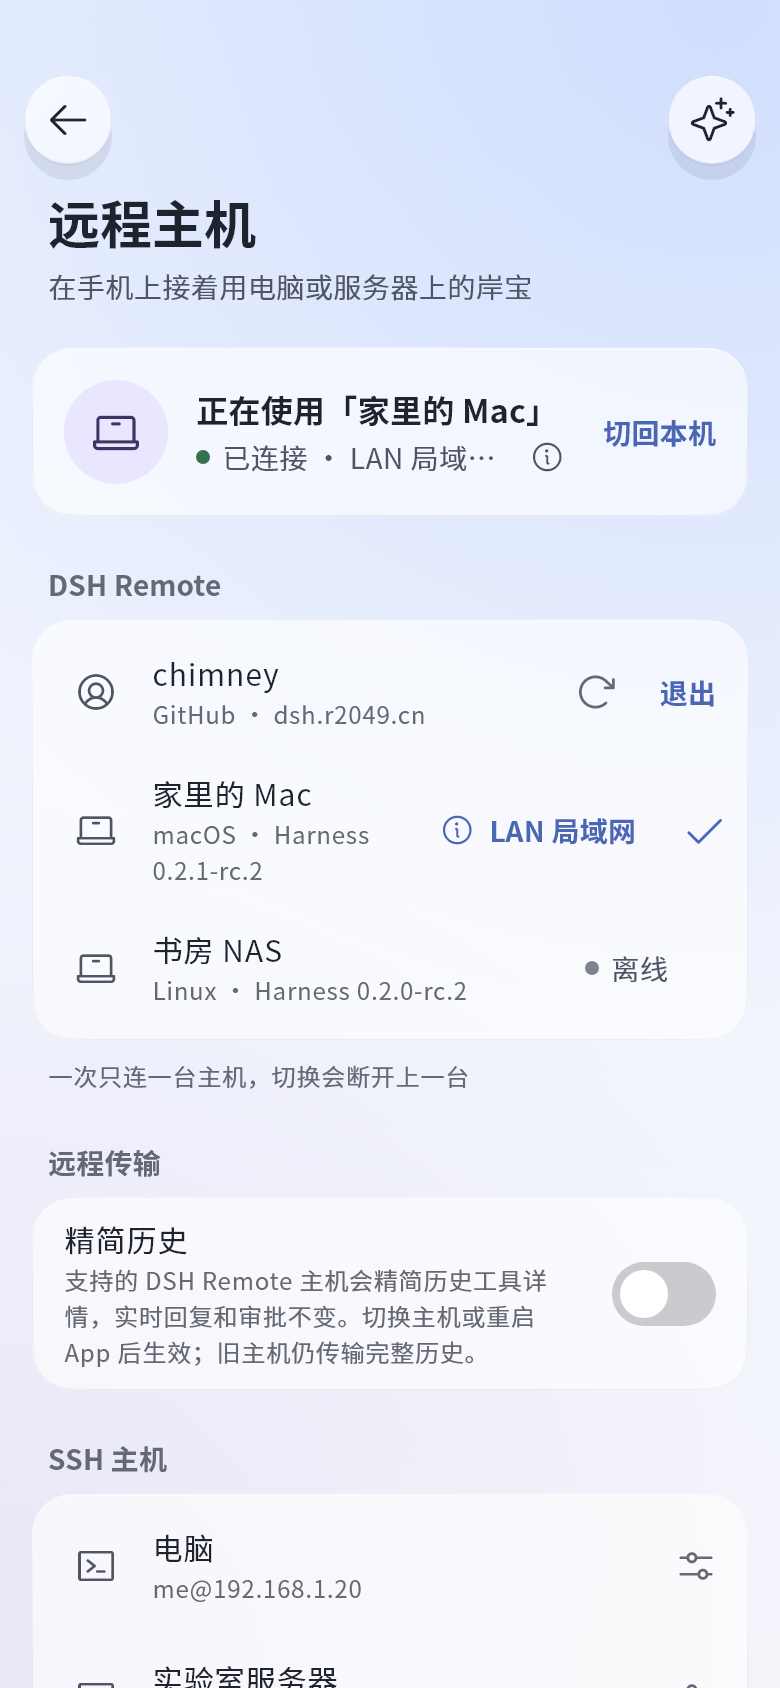 远程主机
在手机上接着用电脑或服务器上的岸宝
正在使用「家里的 Mac」
已连接 • LAN 局域…
切回本机
DSH Remote
chimney
GitHub • dsh.r2049.cn
退出
家里的 Mac
macOS • Harness
0.2.1-rc.2
LAN 局域网
书房 NAS
Linux • Harness 0.2.0-rc.2
离线
一次只连一台主机，切换会断开上一台
远程传输
精简历史
支持的 DSH Remote 主机会精简历史工具详
情，实时回复和审批不变。切换主机或重启
App 后生效；旧主机仍传输完整历史。
SSH 主机
电脑
me@192.168.1.20
实验室服务器